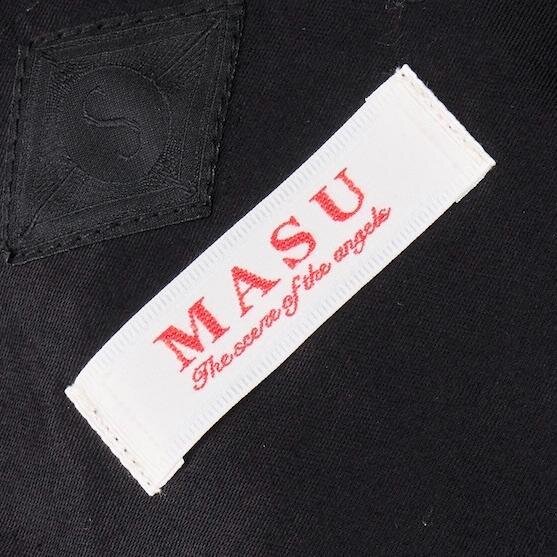 S
MASU
The scene of the angels